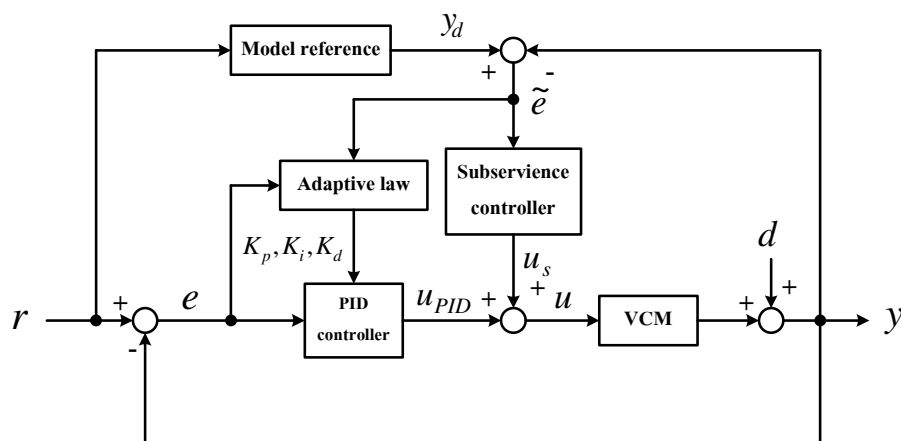 y_d
Model reference
+
-
ẽ
Adaptive law
Subservience
controller
K_p, K_i, K_d
u_s
d
r
+
-
e
PID
controller
u_PID
+
+
u
VCM
+
+
y